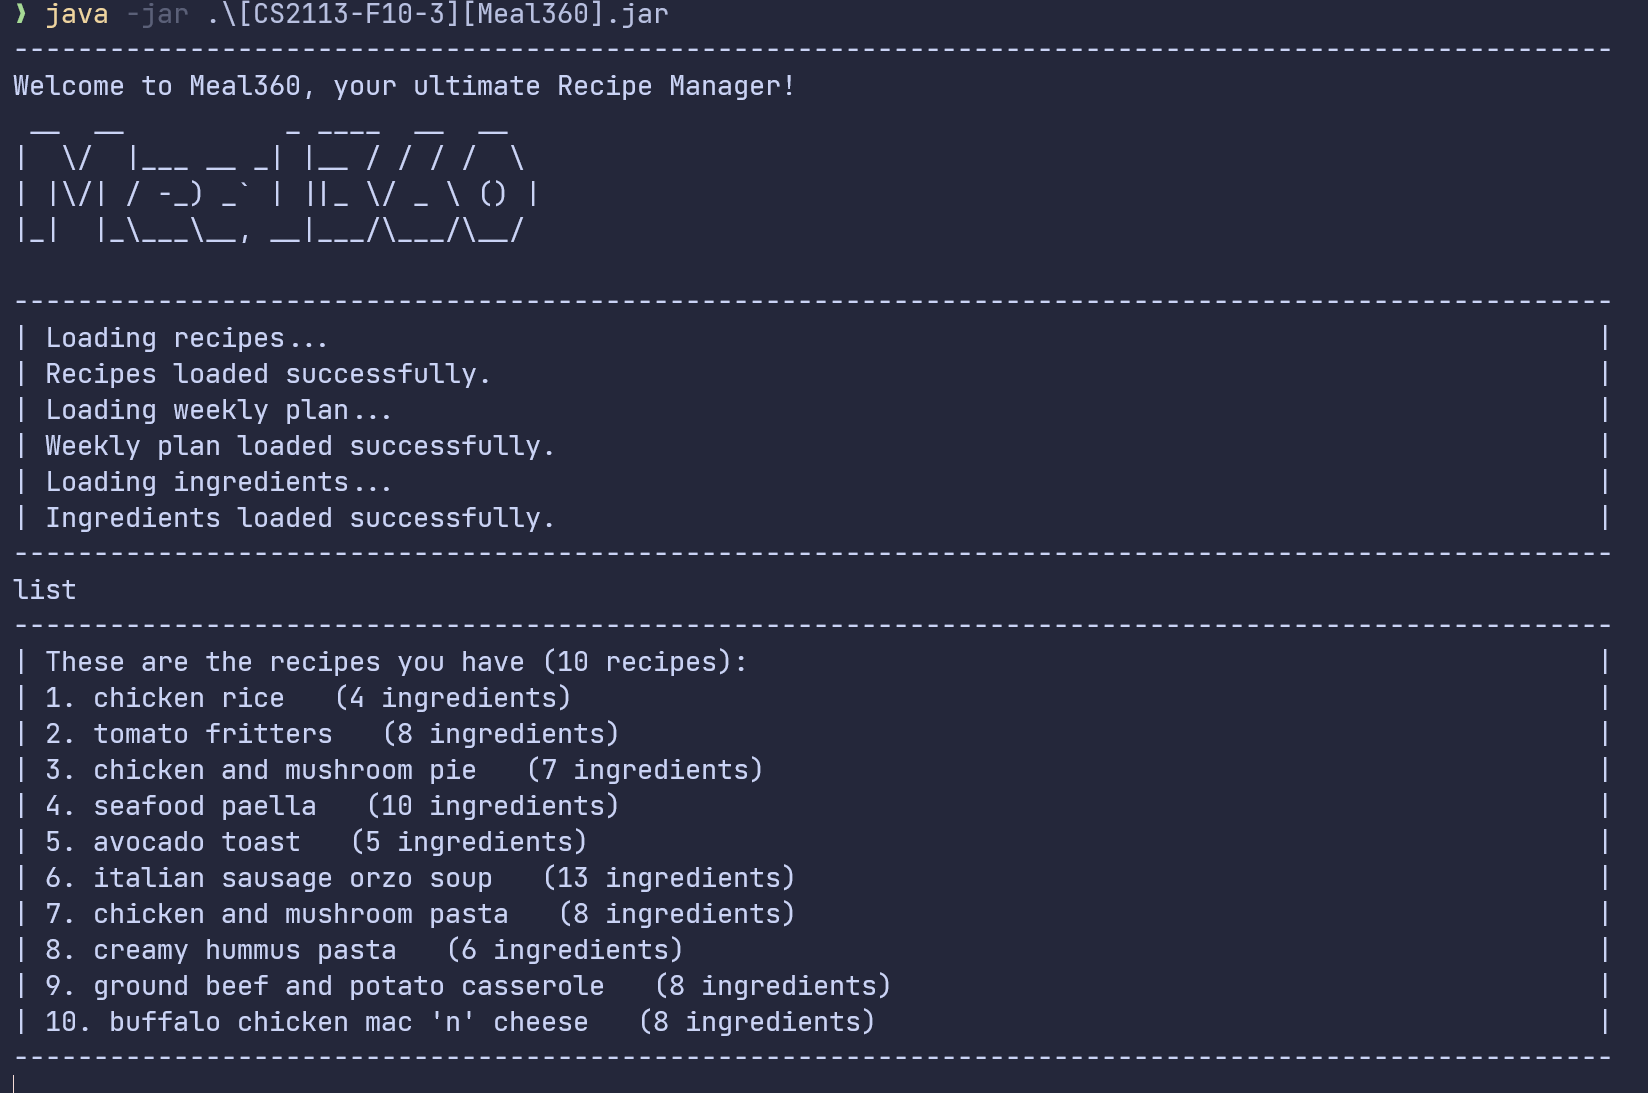 ❱ java -jar .\[CS2113-F10-3][Meal360].jar
----------------------------------------------------------------------------------------------------
Welcome to Meal360, your ultimate Recipe Manager!
 __  __          _ ____  __  __
|  \/  |___ __ _| |__ / / / /  \
| |\/| / -_) _` | ||_ \/ _ \ () |
|_|  |_\___\__, __|___/\___/\__/

----------------------------------------------------------------------------------------------------
| Loading recipes...                                                                               |
| Recipes loaded successfully.                                                                     |
| Loading weekly plan...                                                                           |
| Weekly plan loaded successfully.                                                                 |
| Loading ingredients...                                                                           |
| Ingredients loaded successfully.                                                                 |
----------------------------------------------------------------------------------------------------
list
----------------------------------------------------------------------------------------------------
| These are the recipes you have (10 recipes):                                                     |
| 1. chicken rice   (4 ingredients)                                                                |
| 2. tomato fritters   (8 ingredients)                                                             |
| 3. chicken and mushroom pie   (7 ingredients)                                                    |
| 4. seafood paella   (10 ingredients)                                                             |
| 5. avocado toast   (5 ingredients)                                                               |
| 6. italian sausage orzo soup   (13 ingredients)                                                  |
| 7. chicken and mushroom pasta   (8 ingredients)                                                  |
| 8. creamy hummus pasta   (6 ingredients)                                                         |
| 9. ground beef and potato casserole   (8 ingredients)                                            |
| 10. buffalo chicken mac 'n' cheese   (8 ingredients)                                             |
----------------------------------------------------------------------------------------------------